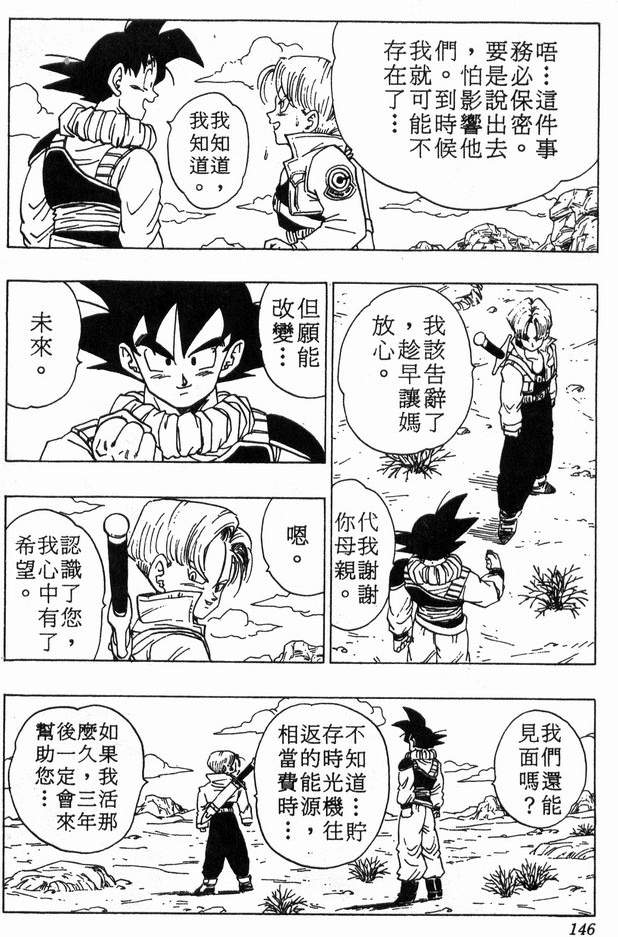 唔…這件事
務必保密。
要是說出去
，怕影響他
們。到時候
我就可能不
存在了…
我知道，
我知道。
我該告辭了
，趁早讓媽
放心。
代我謝謝
你母親。
但願能
改變…
未來。
嗯。
認識了您，
我心中有了
希望。
我們還能
見面嗎？
不知道…貯
存時光機往
返的能源，
相當費時…
如果我活那
麼久，三年
後一定會來
幫助您…
146